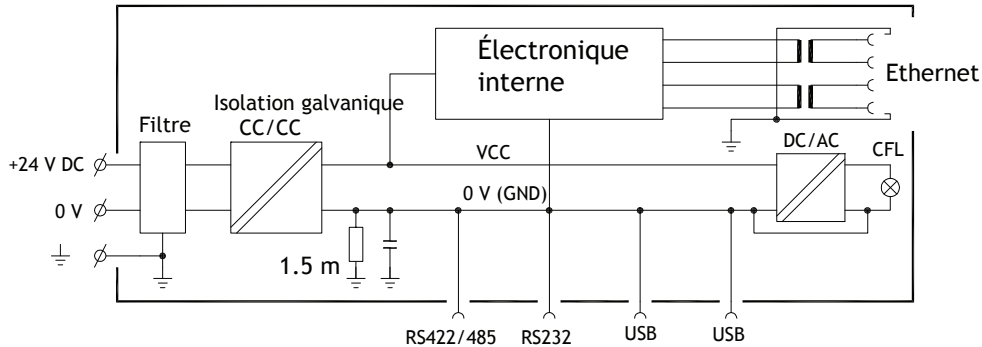 Électronique
interne
Ethernet
Isolation galvanique
CC/CC
Filtre
DC/AC
CFL
+24 V DC
VCC
0 V
0 V (GND)
1.5 m
RS422/485
RS232
USB
USB